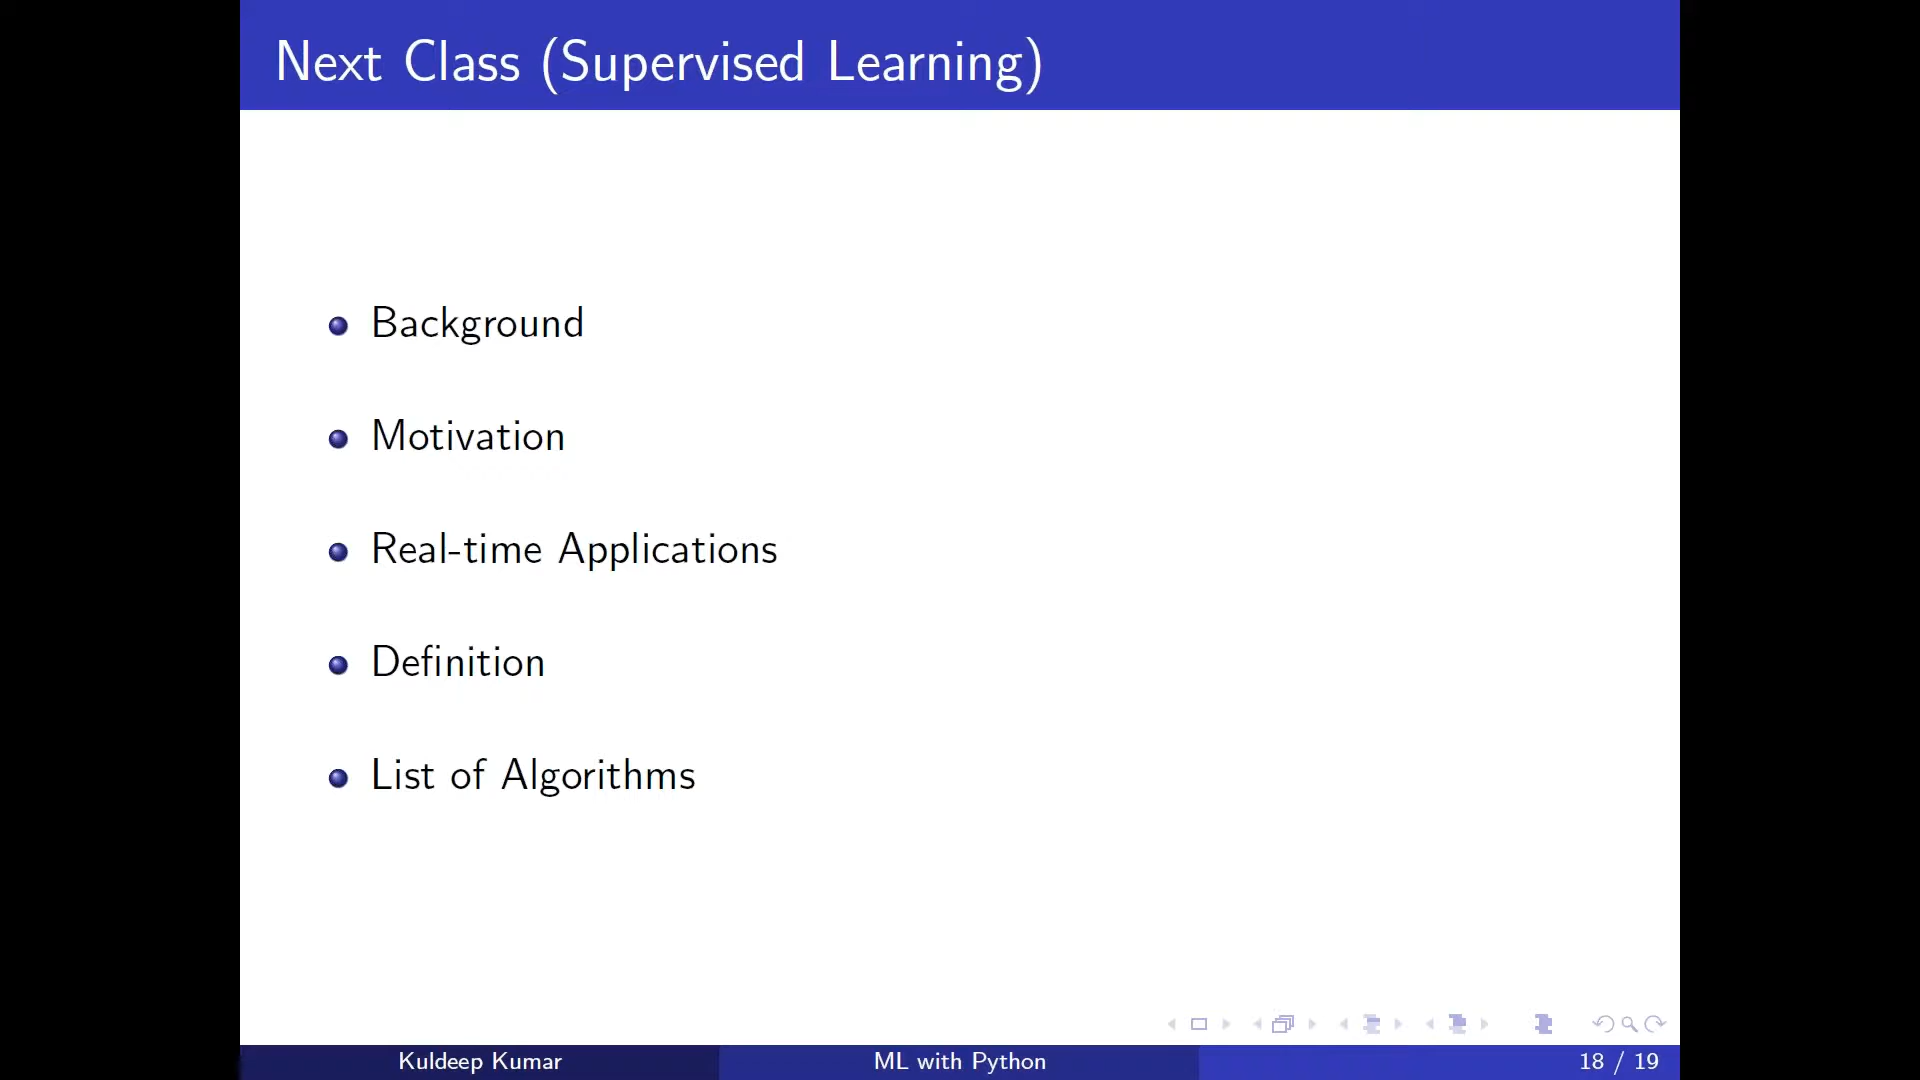 Next Class (Supervised Learning)
Background
Motivation
Real-time Applications
Definition
List of Algorithms
Kuldeep Kumar
ML with Python
18 / 19